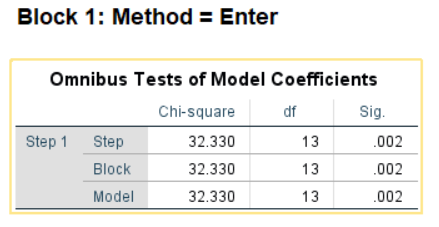 Block 1: Method = Enter
Omnibus Tests of Model Coefficients
Chi-square df Sig.
Step 1 Step 32.330 13 .002
Block 32.330 13 .002
Model 32.330 13 .002